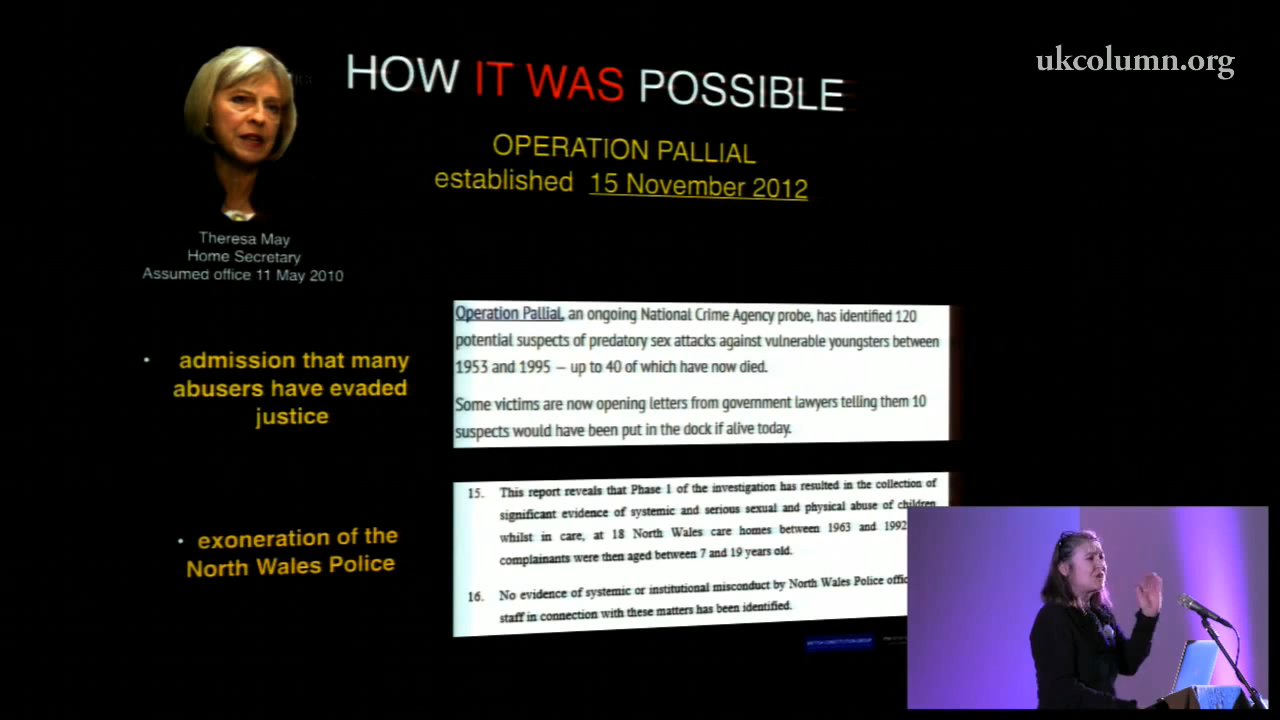 ukcolumn.org
HOW IT WAS POSSIBLE
OPERATION PALLIAL
established 15 November 2012
Theresa May
Home Secretary
Assumed office 11 May 2010
• admission that many
abusers have evaded
justice
Operation Pallial, an ongoing National Crime Agency probe, has identified 120
potential suspects of predatory sex attacks against vulnerable youngsters between
1953 and 1995 – up to 40 of which have now died.
Some victims are now opening letters from government lawyers telling them 10
suspects would have been put in the dock if alive today.
• exoneration of the
North Wales Police
15. This report reveals that Phase 1 of the investigation has resulted in the collection of
significant evidence of systemic and serious sexual and physical abuse of children
whilst in care, at 18 North Wales care homes between 1963 and 1992
complainants were then aged between 7 and 19 years old.
16. No evidence of systemic or institutional misconduct by North Wales Police offic
staff in connection with these matters has been identified.